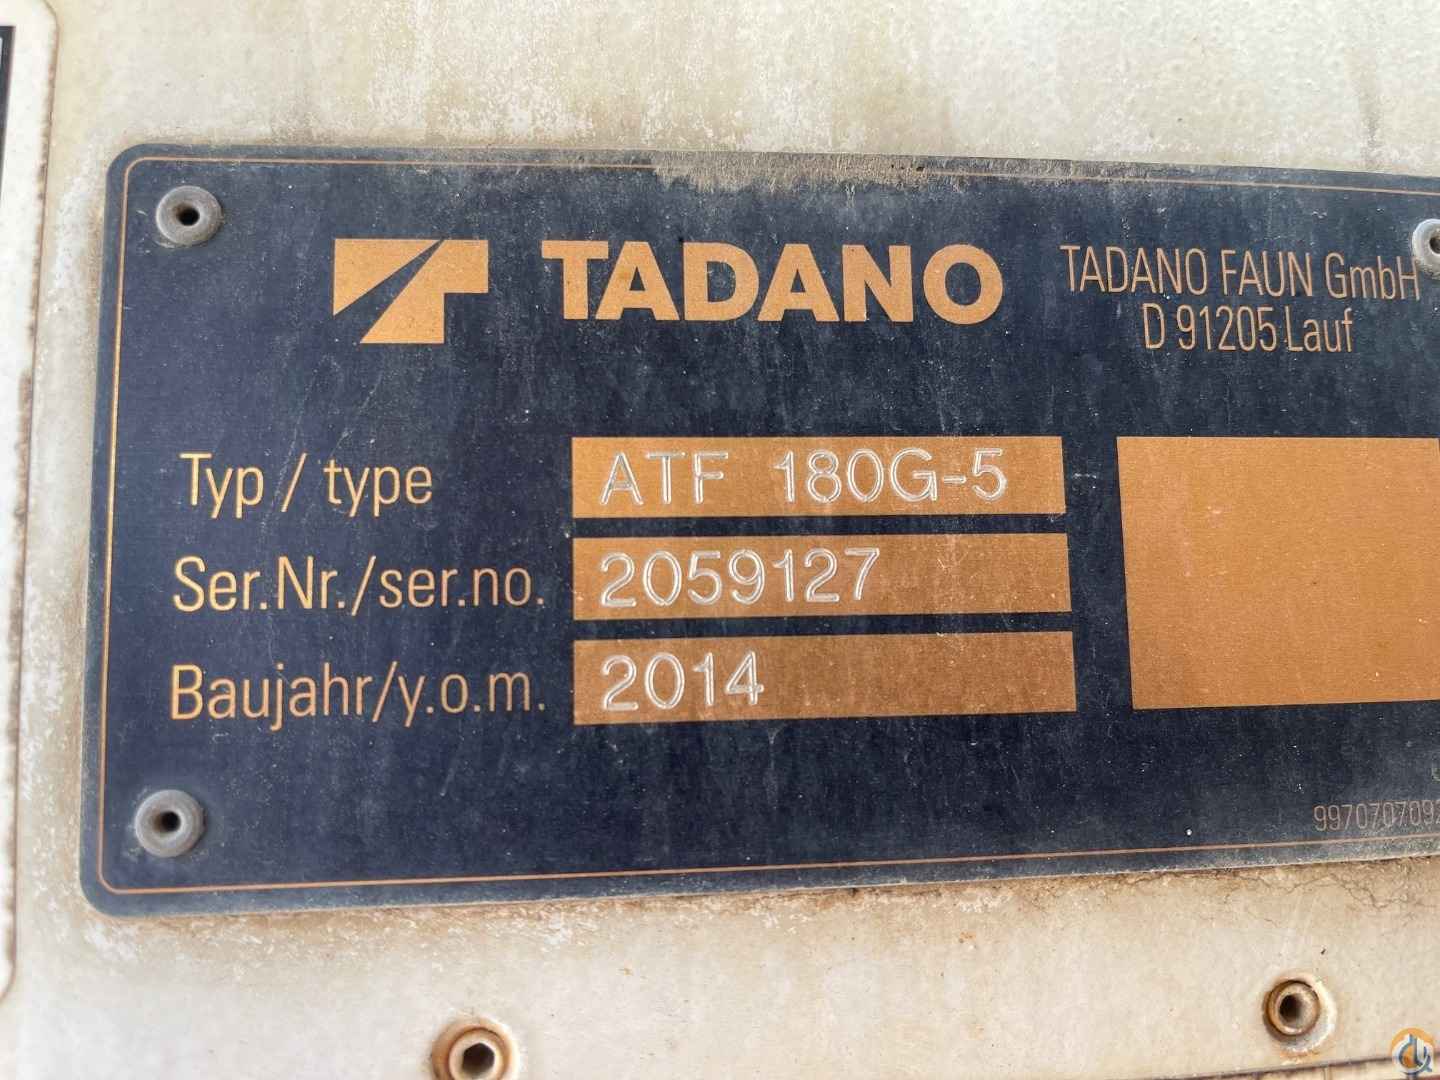 TADANO
TADANO FAUN GmbH
D 91205 Lauf
Typ / type ATF 180G-5
Ser.Nr./ser.no. 2059127
Baujahr/y.o.m. 2014